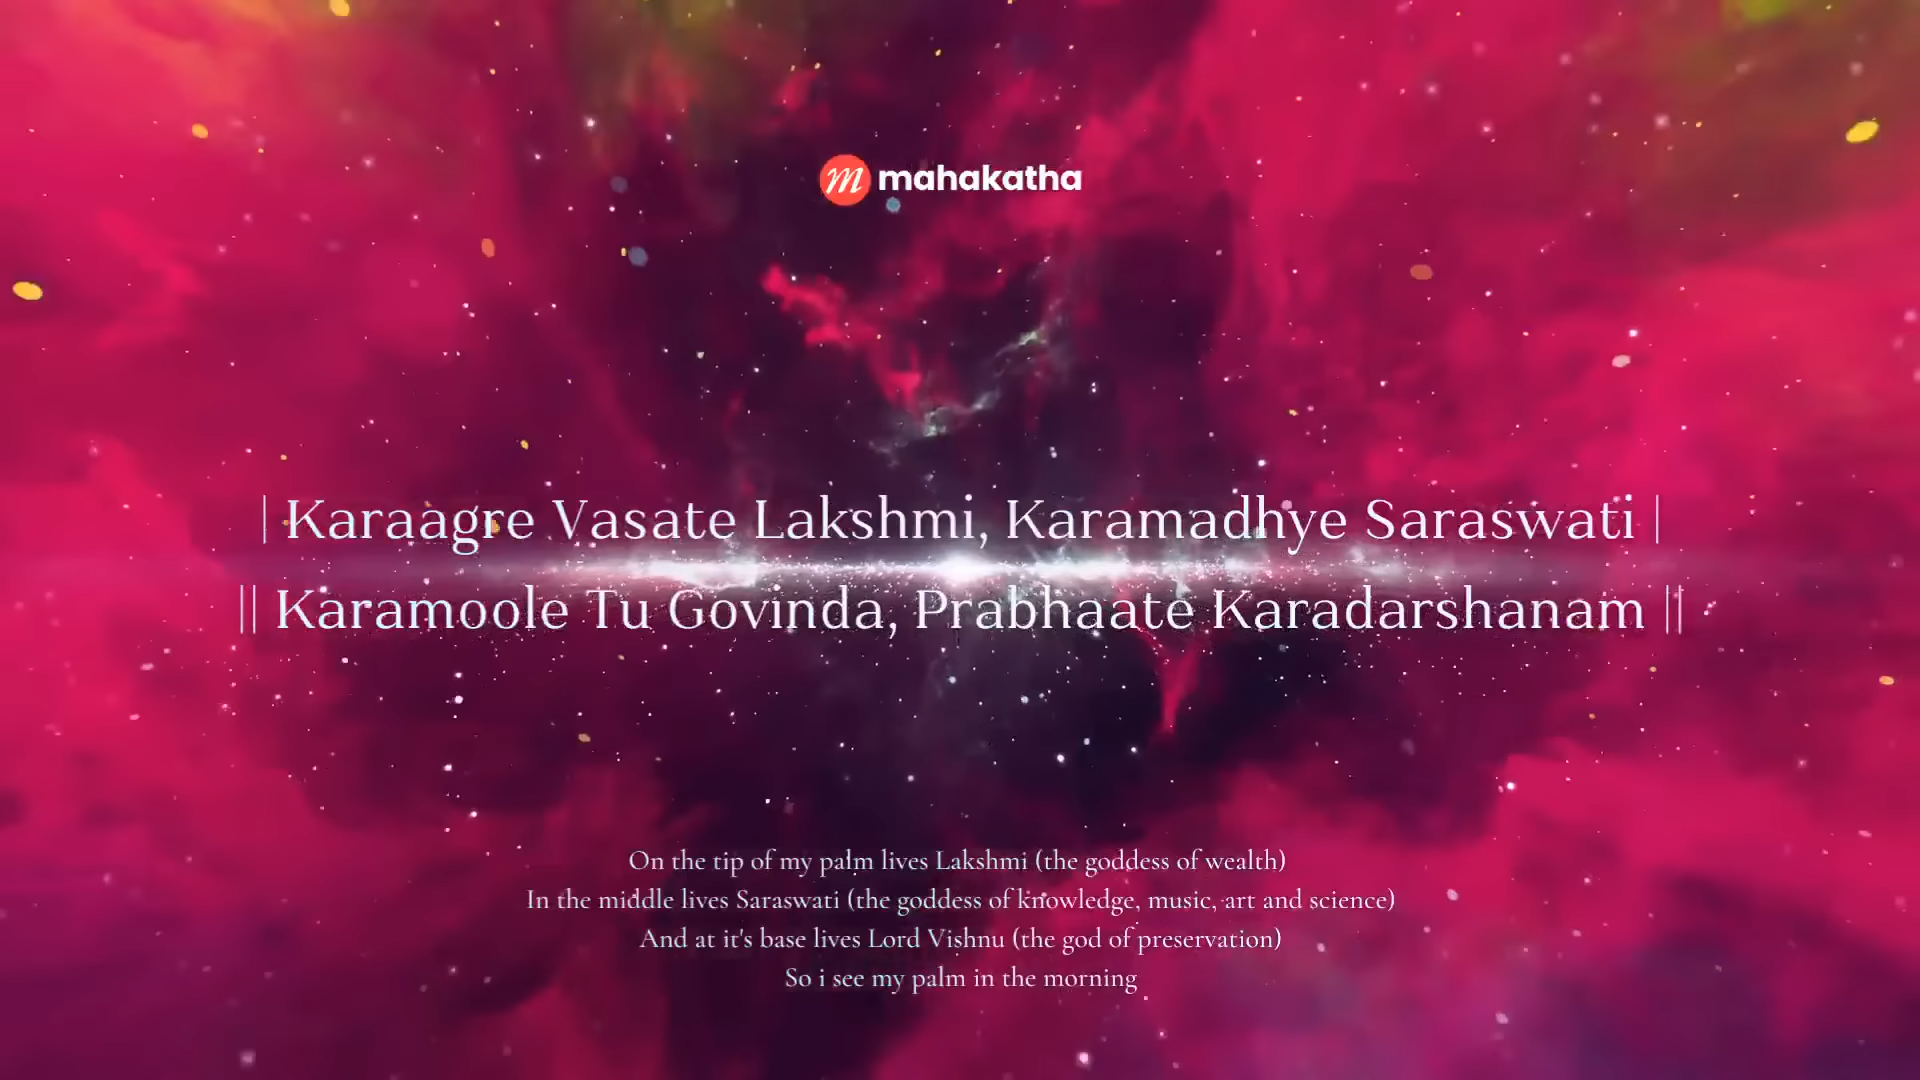 mahakatha
| Karaagre Vasate Lakshmi, Karamadhye Saraswati |
|| Karamoole Tu Govinda, Prabhaate Karadarshanam ||
On the tip of my palm lives Lakshmi (the goddess of wealth)
In the middle lives Saraswati (the goddess of knowledge, music, art and science)
And at it's base lives Lord Vishnu (the god of preservation)
So i see my palm in the morning